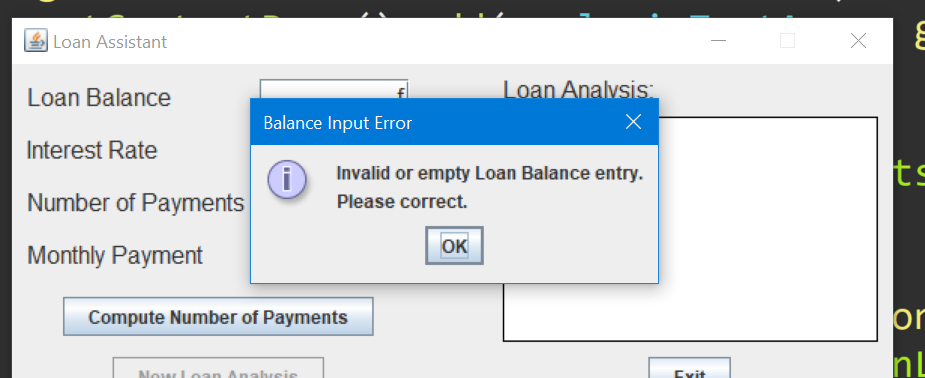 Loan Assistant
Loan Balance
f
Loan Analysis:
Balance Input Error
Interest Rate
Invalid or empty Loan Balance entry.
Please correct.
Number of Payments
OK
Monthly Payment
Compute Number of Payments
New Loan Analysis
Exit